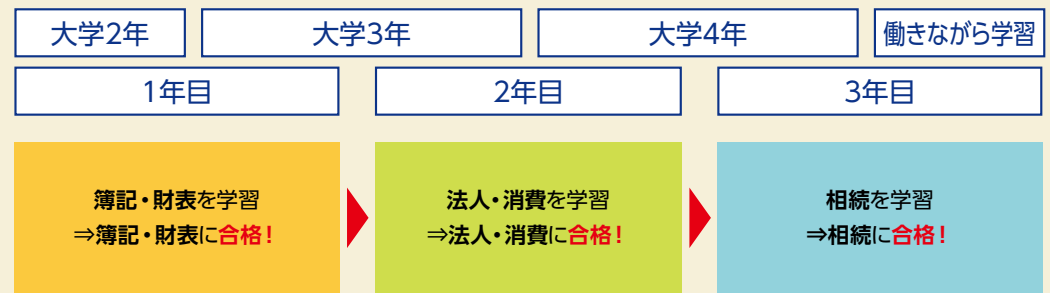 大学2年
大学3年
大学4年
働きながら学習
1年目
2年目
3年目
簿記・財表を学習
⇒簿記・財表に合格！
法人・消費を学習
⇒法人・消費に合格！
相続を学習
⇒相続に合格！